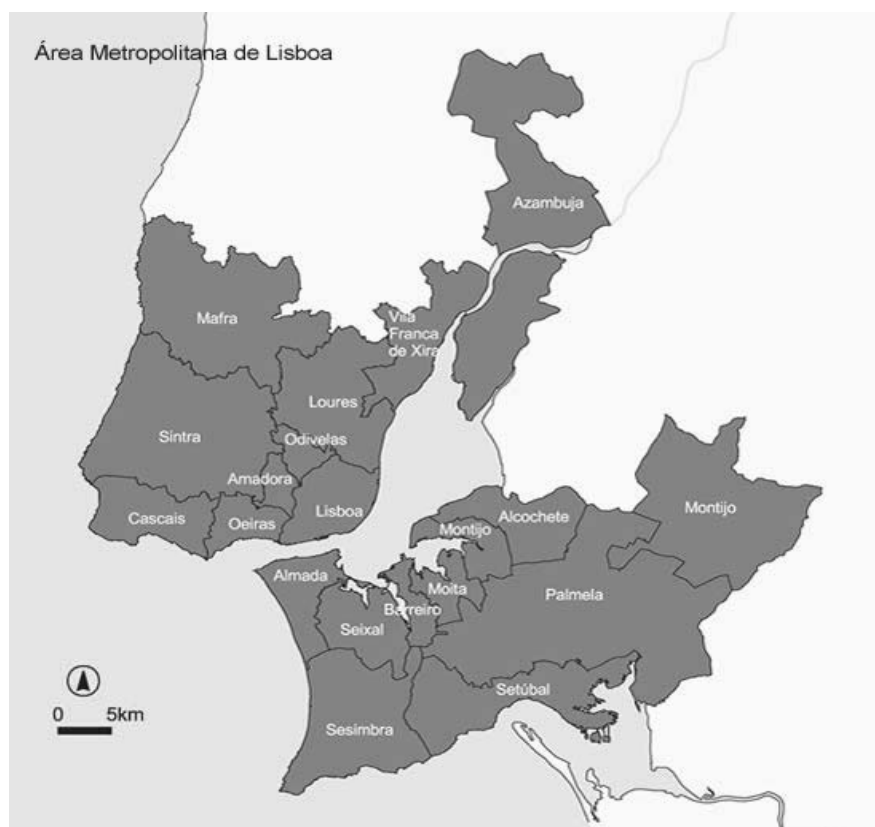 Área Metropolitana de Lisboa
Azambuja
Mafra
Vila
Franca
de Xira
Loures
Sintra
Odivelas
Amadora
Cascais
Oeiras
Lisboa
Montijo
Alcochete
Montijo
Almada
Moita
Palmela
Barreiro
Seixal
Setúbal
Sesimbra
0 5km